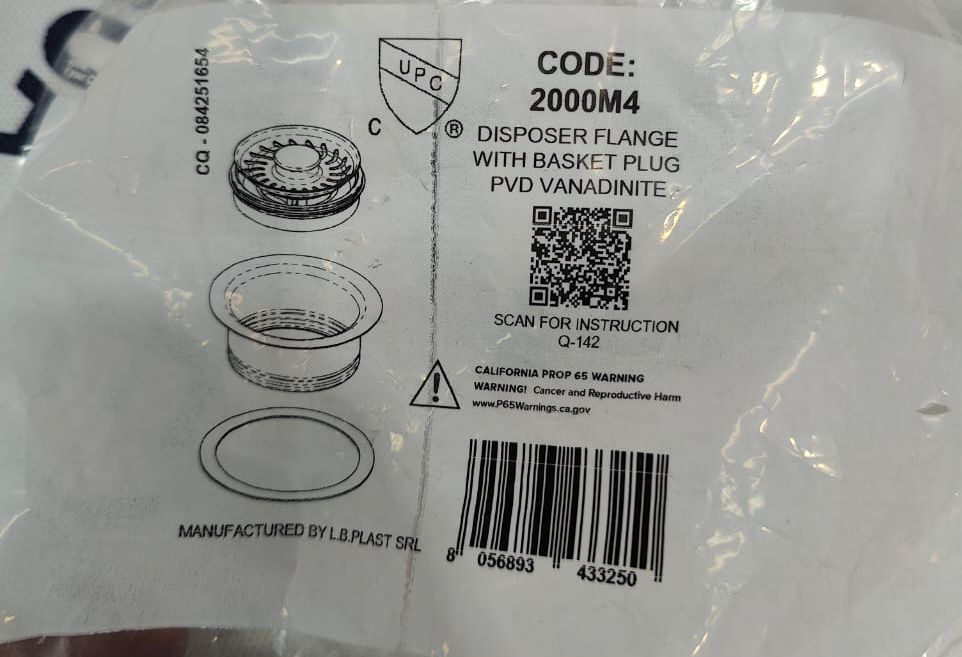 CQ - 084251654
UPC
C ®
CODE:
2000M4
DISPOSER FLANGE
WITH BASKET PLUG
PVD VANADINITE
SCAN FOR INSTRUCTION
Q-142
CALIFORNIA PROP 65 WARNING
WARNING! Cancer and Reproductive Harm
www.P65Warnings.ca.gov
MANUFACTURED BY L.B.PLAST SRL
8 056893 433250